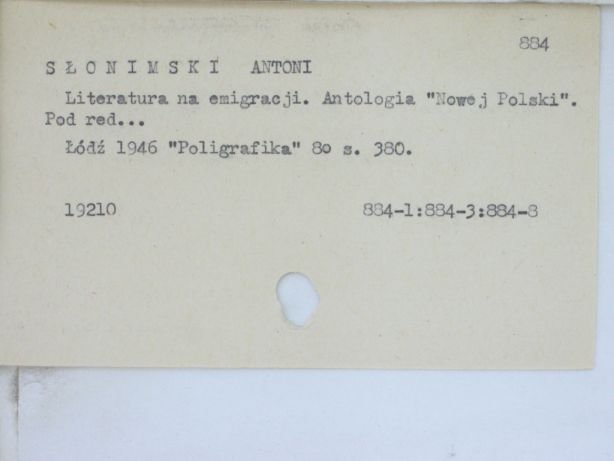 884
SŁONIMSKI ANTONI
Literatura na emigracji. Antologia "Nowej Polski".
Pod red...
Łódź 1946 "Poligrafika" 8o s. 380.
19210 884-1:884-3:884-8